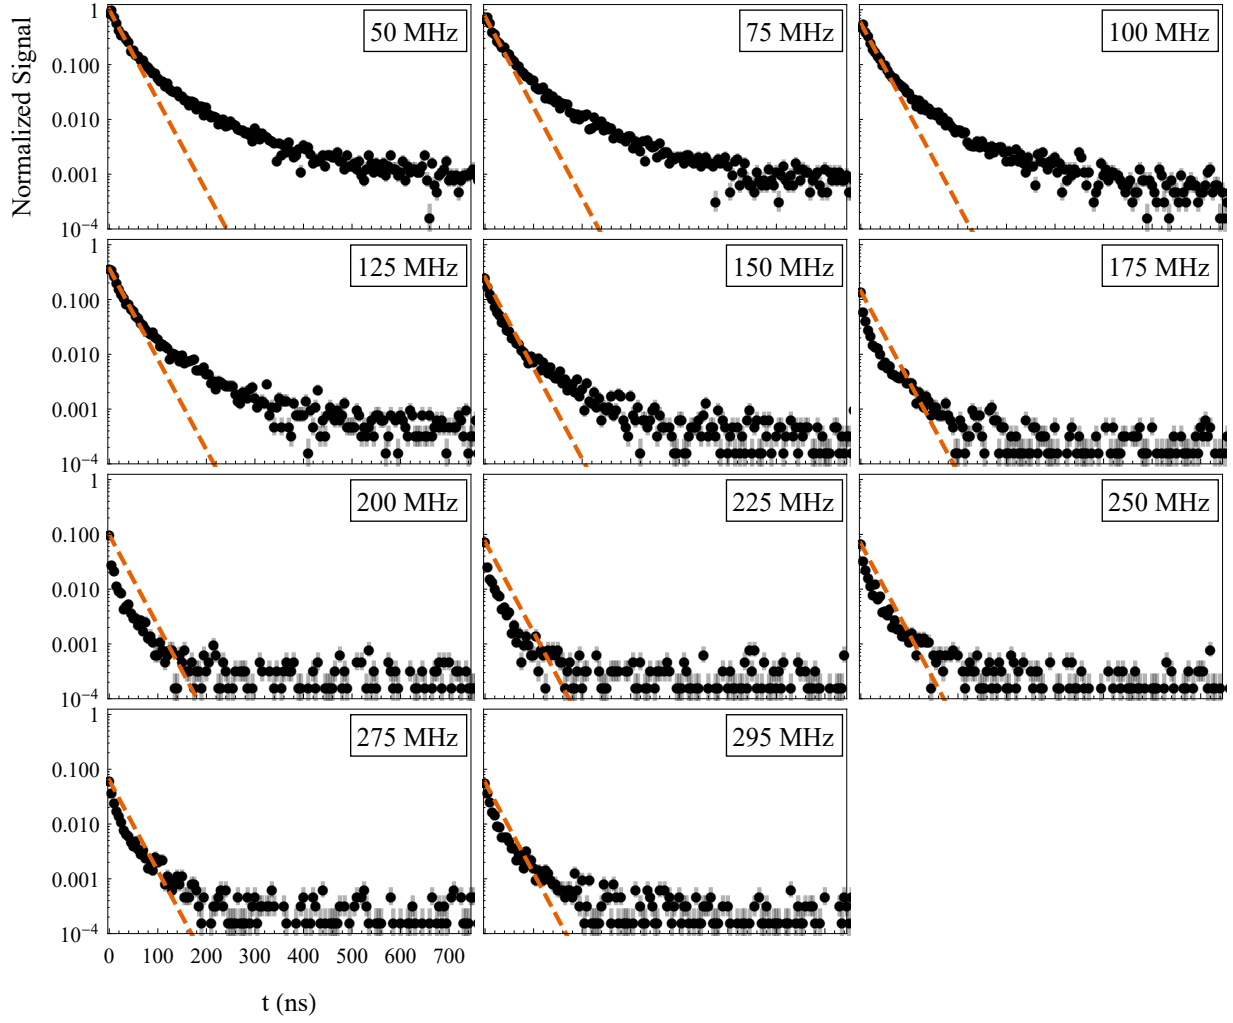 Normalized Signal
1
0.100
0.010
0.001
10⁻⁴
50 MHz
75 MHz
100 MHz
1
0.100
0.010
0.001
10⁻⁴
125 MHz
150 MHz
175 MHz
1
0.100
0.010
0.001
10⁻⁴
200 MHz
225 MHz
250 MHz
1
0.100
0.010
0.001
10⁻⁴
275 MHz
295 MHz
0 100 200 300 400 500 600 700
t (ns)